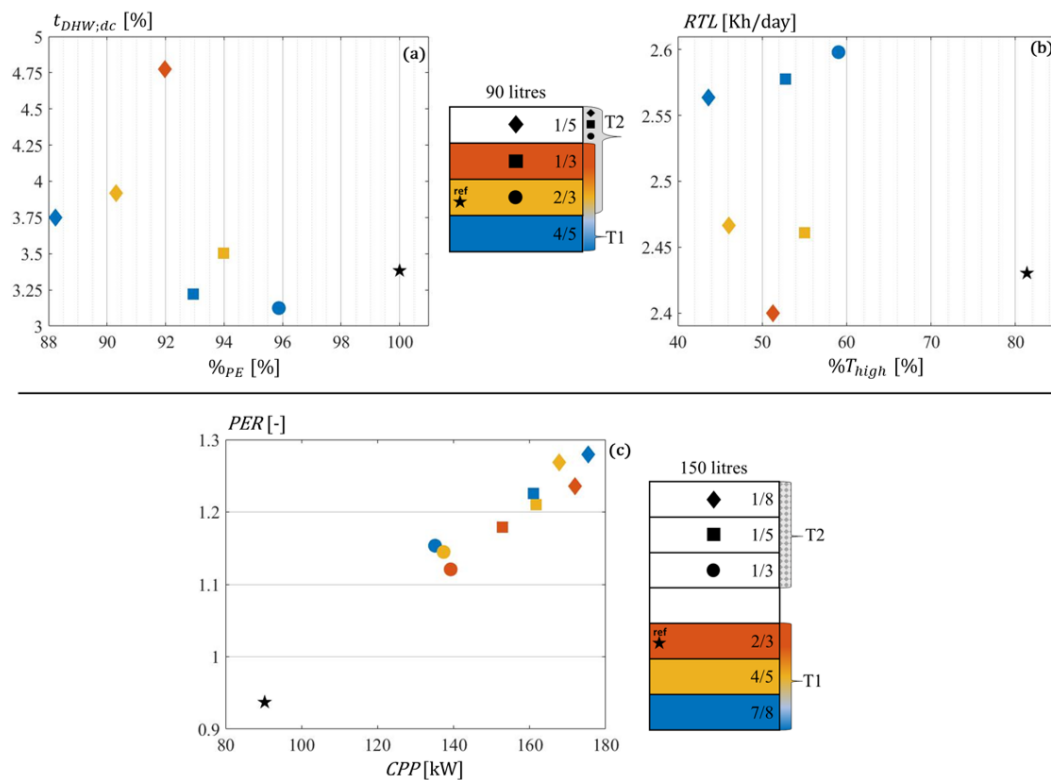 t_DHW;dc [%]
(a)
5
4.75
4.5
4.25
4
3.75
3.5
3.25
3
88
90
92
94
96
98
100
%_PE [%]
90 litres
1/5
T2
1/3
ref
2/3
4/5
T1
RTL [Kh/day]
(b)
2.6
2.55
2.5
2.45
2.4
40
50
60
70
80
%T_high [%]
PER [-]
(c)
1.3
1.2
1.1
1
0.9
80
100
120
140
160
180
CPP [kW]
150 litres
1/8
1/5
T2
1/3
ref
2/3
4/5
T1
7/8